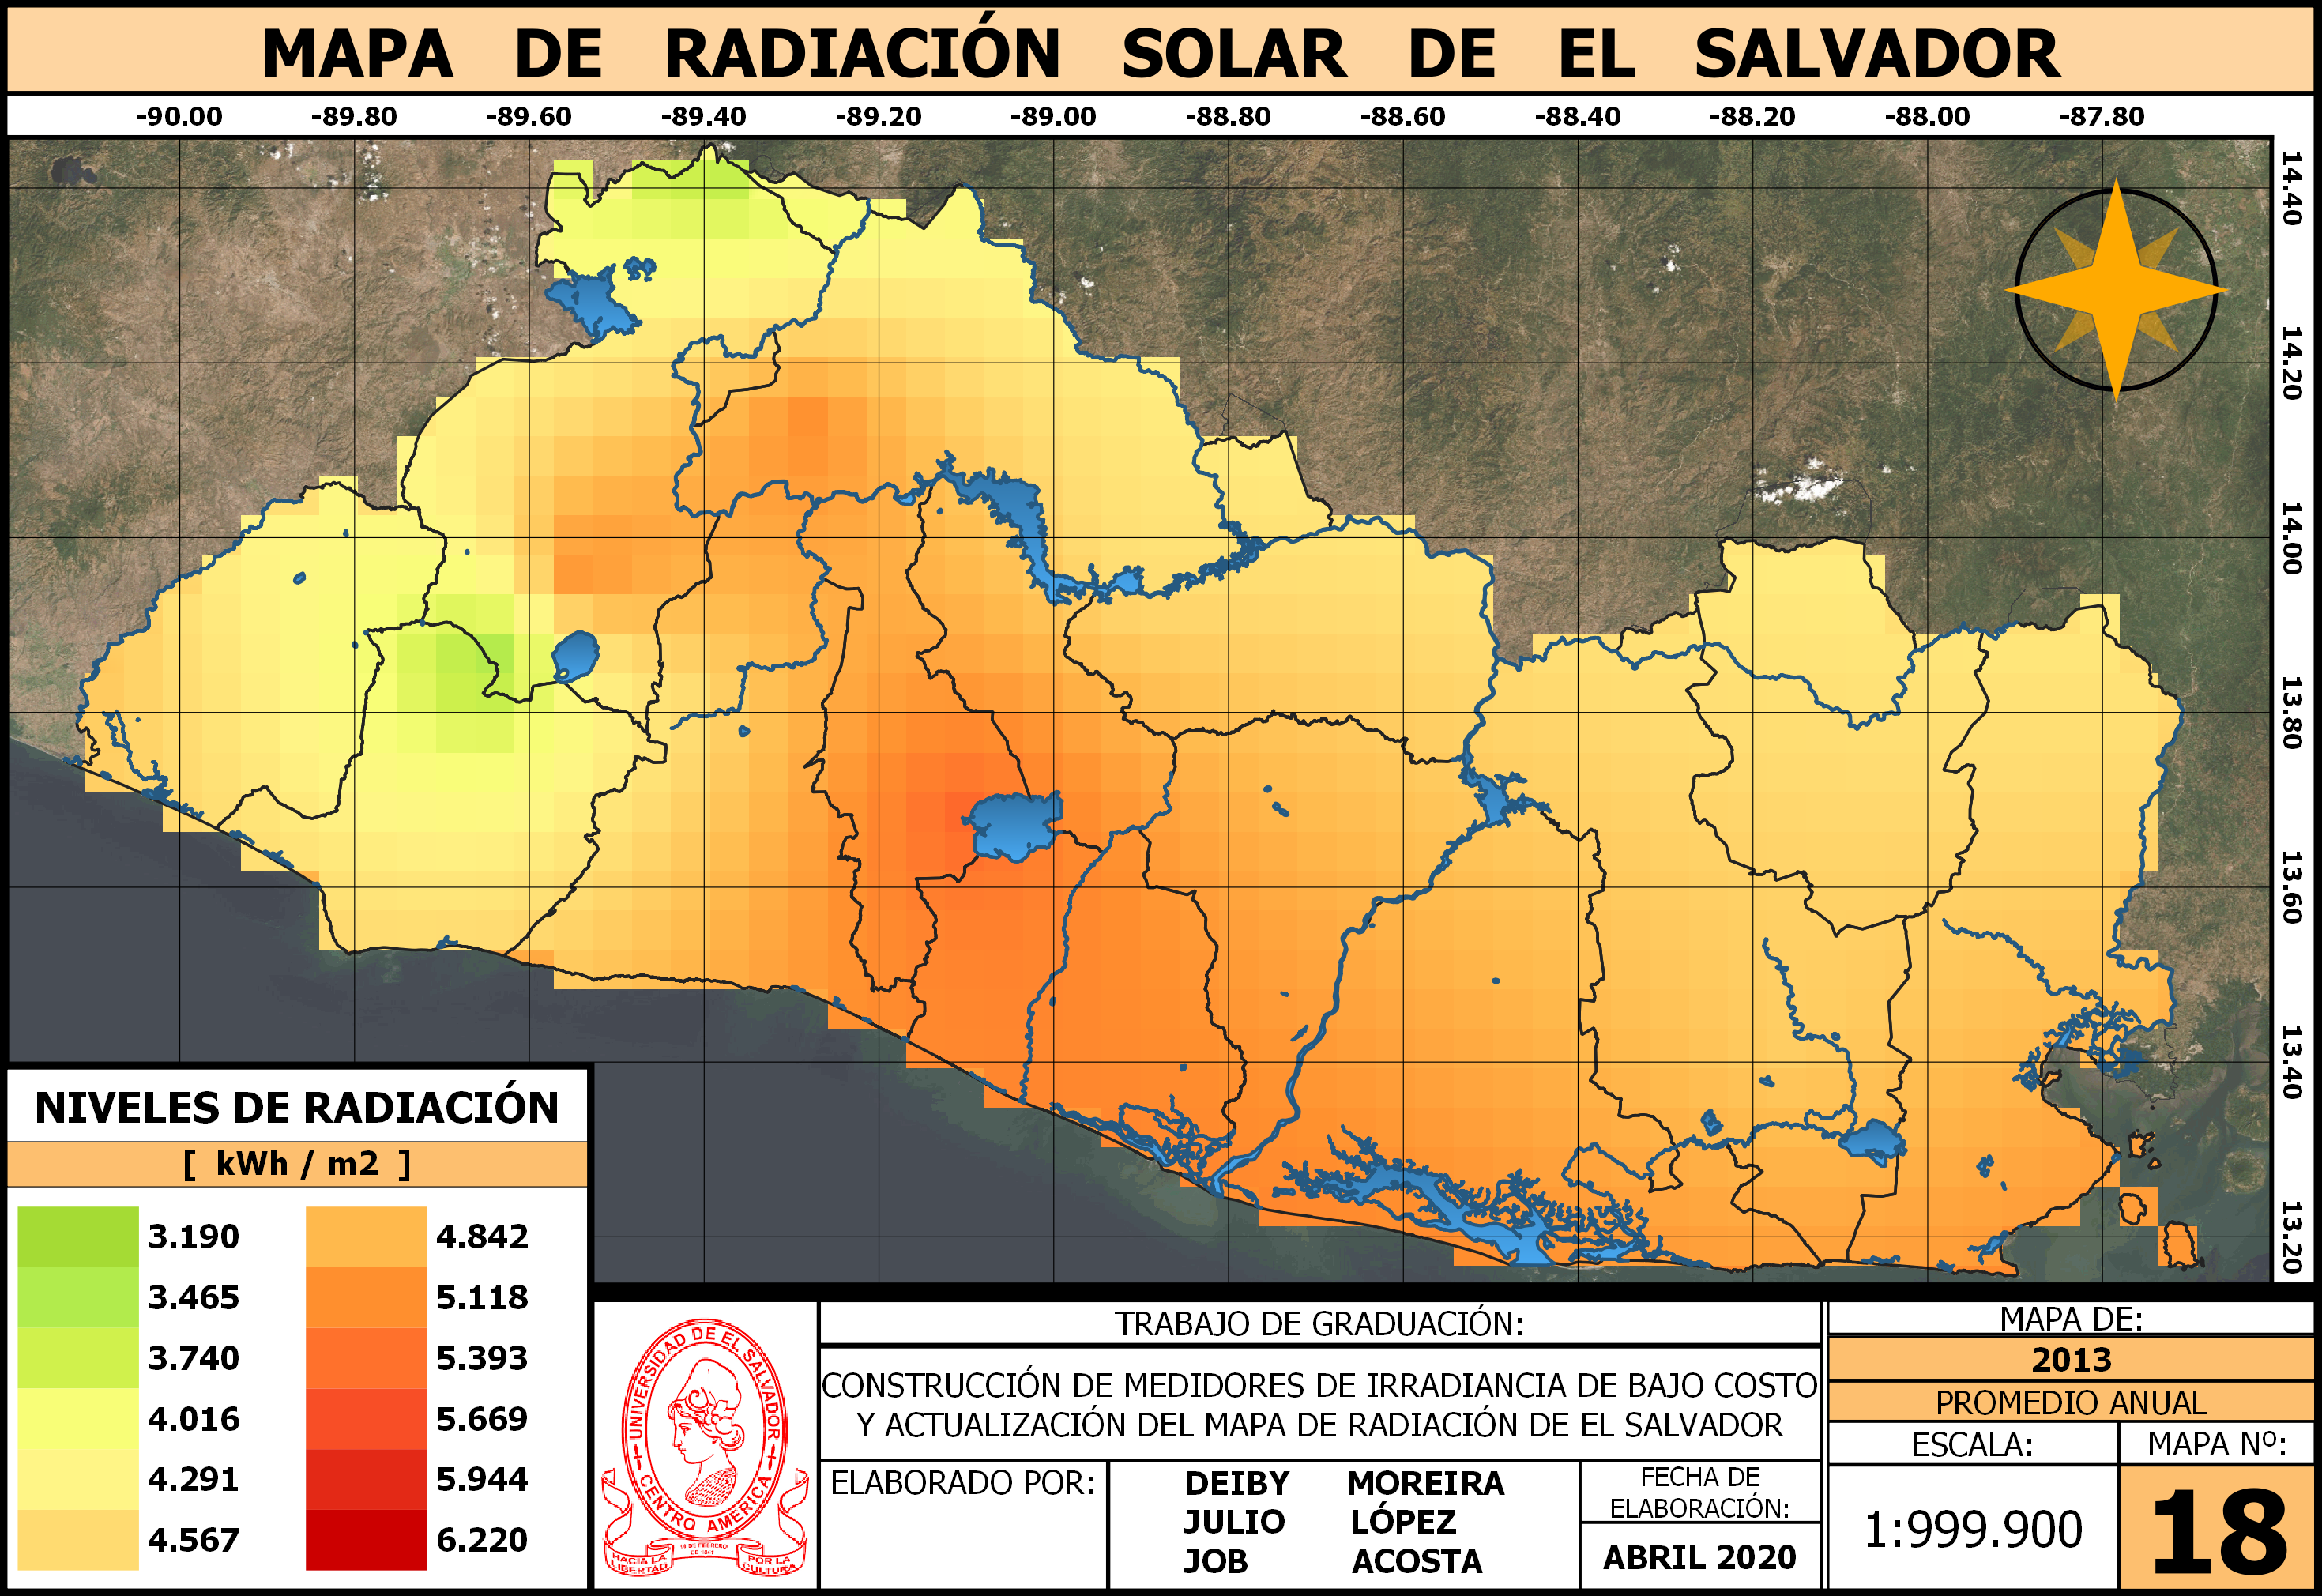 MAPA DE RADIACIÓN SOLAR DE EL SALVADOR
-90.00 -89.80 -89.60 -89.40 -89.20 -89.00 -88.80 -88.60 -88.40 -88.20 -88.00 -87.80
14.40
14.20
14.00
13.80
13.60
13.40
13.20
NIVELES DE RADIACIÓN
[ kWh / m2 ]
3.190 4.842
3.465 5.118
3.740 5.393
4.016 5.669
4.291 5.944
4.567 6.220
UNIVERSIDAD DE EL SALVADOR
CENTRO AMERICA
HACIA LA LIBERTAD
16 DE FEBRERO
DE 1841
POR LA CULTURA
TRABAJO DE GRADUACIÓN:
CONSTRUCCIÓN DE MEDIDORES DE IRRADIANCIA DE BAJO COSTO
Y ACTUALIZACIÓN DEL MAPA DE RADIACIÓN DE EL SALVADOR
ELABORADO POR:
DEIBY MOREIRA
JULIO LÓPEZ
JOB ACOSTA
FECHA DE
ELABORACIÓN:
ABRIL 2020
MAPA DE:
2013
PROMEDIO ANUAL
ESCALA:
1:999.900
MAPA Nº:
18